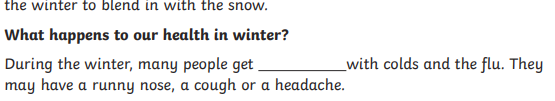 the winter to blend in with the snow.
What happens to our health in winter?
During the winter, many people get ____________with colds and the flu. They
may have a runny nose, a cough or a headache.